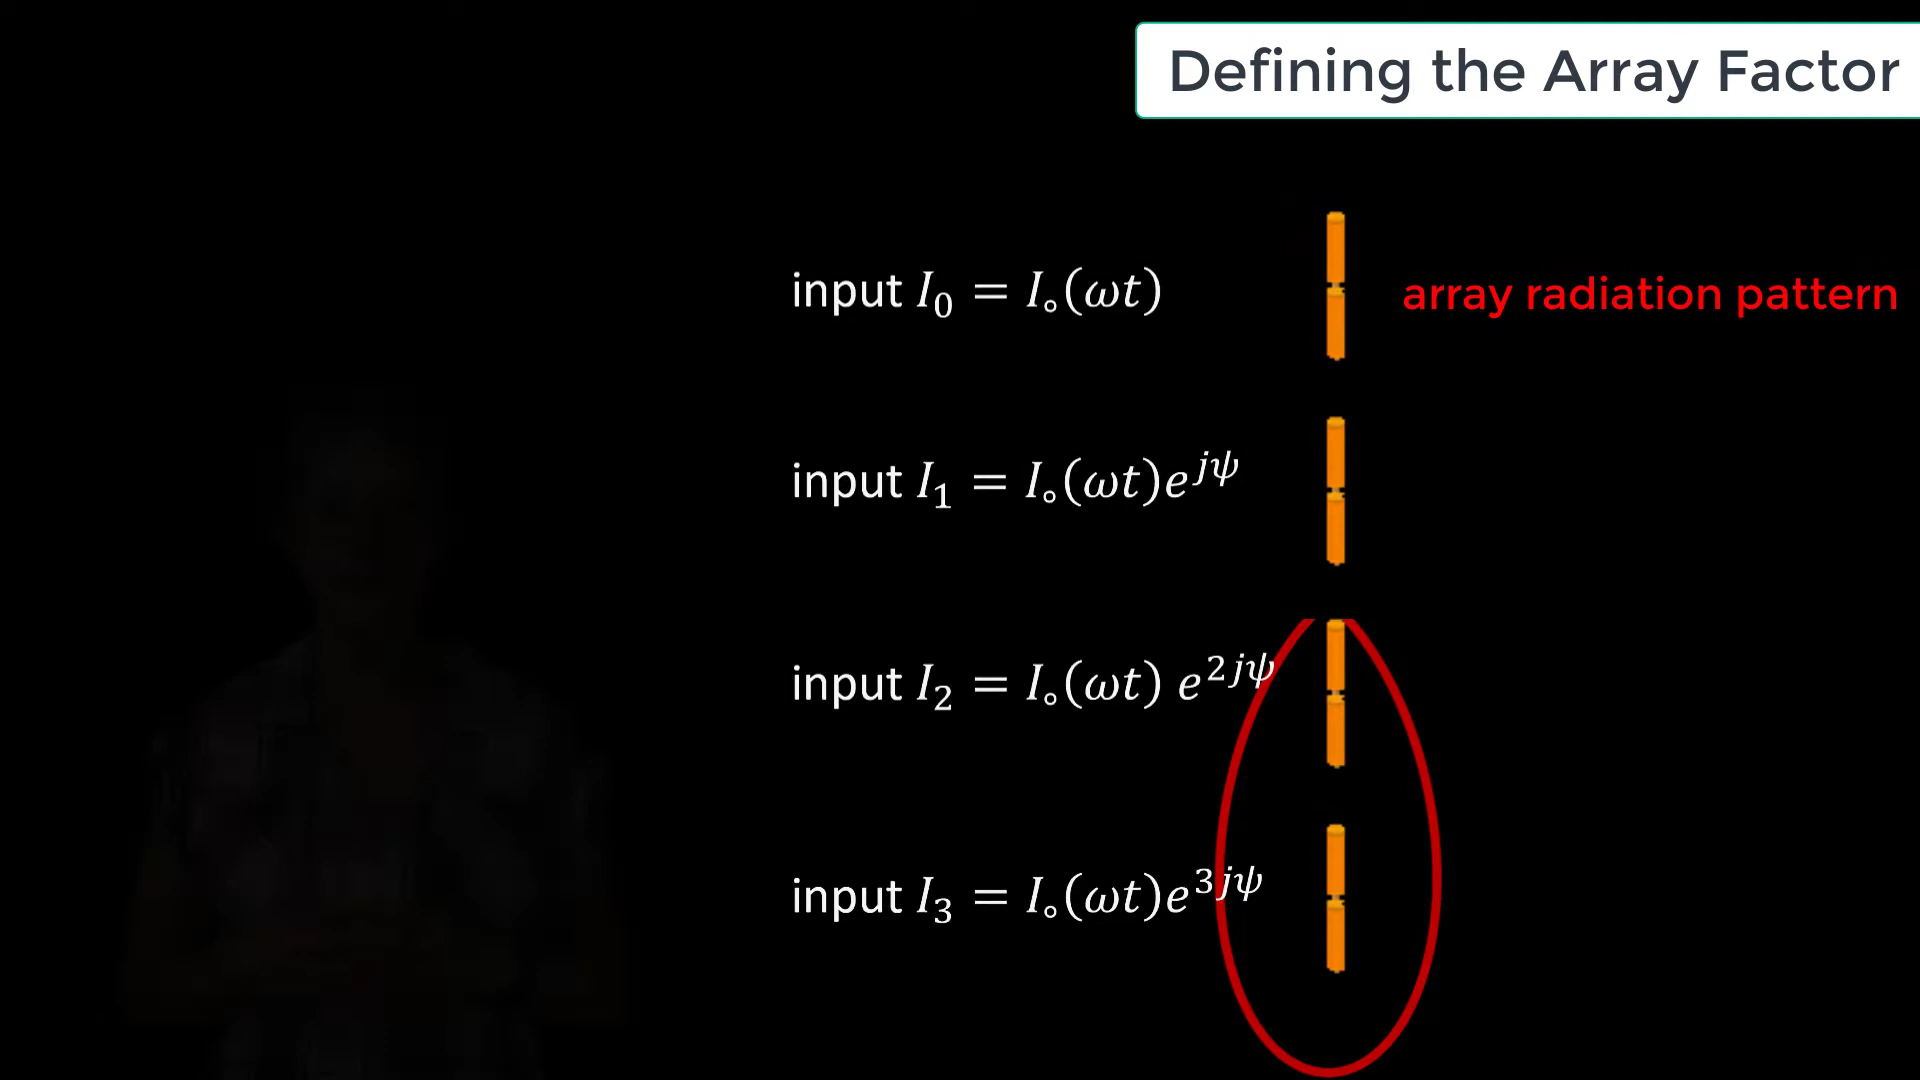 Defining the Array Factor
input I₀ = I∘(ωt)
array radiation pattern
input I₁ = I∘(ωt)e^{jψ}
input I₂ = I∘(ωt) e^{2jψ}
input I₃ = I∘(ωt)e^{3jψ}